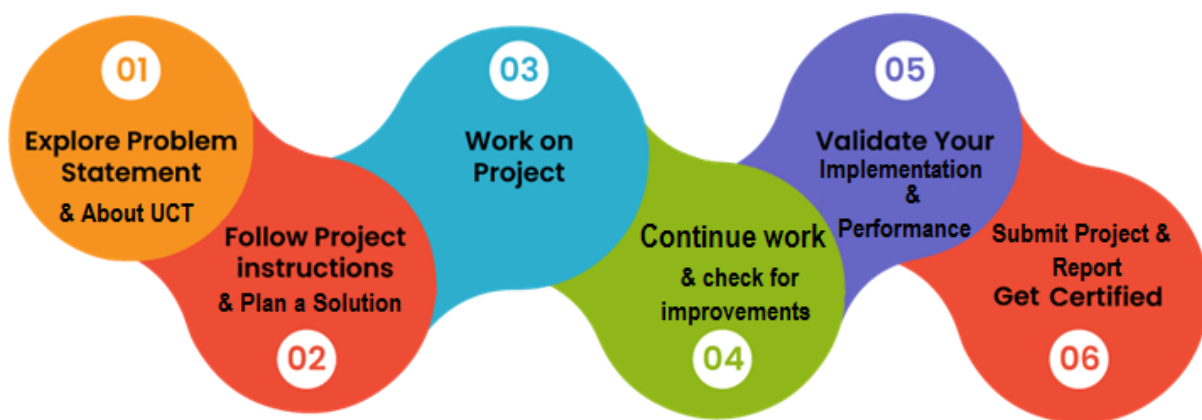 01
Explore Problem
Statement
& About UCT
Follow Project
instructions
& Plan a Solution
02
03
Work on
Project
Continue work
& check for
improvements
04
05
Validate Your
Implementation
&
Performance
Submit Project &
Report
Get Certified
06